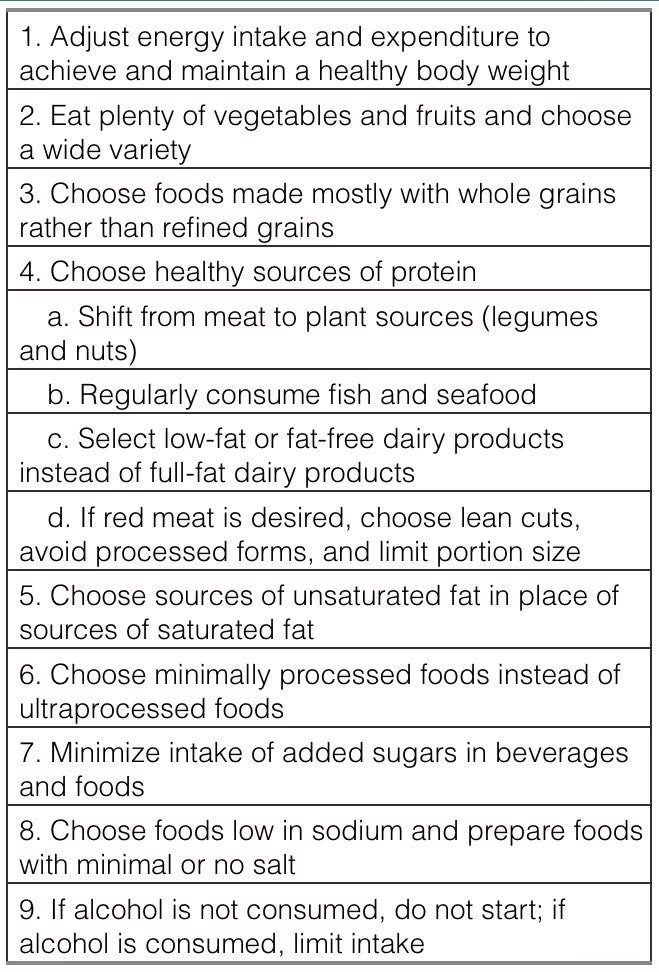 1. Adjust energy intake and expenditure to
achieve and maintain a healthy body weight
2. Eat plenty of vegetables and fruits and choose
a wide variety
3. Choose foods made mostly with whole grains
rather than refined grains
4. Choose healthy sources of protein
a. Shift from meat to plant sources (legumes
and nuts)
b. Regularly consume fish and seafood
c. Select low-fat or fat-free dairy products
instead of full-fat dairy products
d. If red meat is desired, choose lean cuts,
avoid processed forms, and limit portion size
5. Choose sources of unsaturated fat in place of
sources of saturated fat
6. Choose minimally processed foods instead of
ultraprocessed foods
7. Minimize intake of added sugars in beverages
and foods
8. Choose foods low in sodium and prepare foods
with minimal or no salt
9. If alcohol is not consumed, do not start; if
alcohol is consumed, limit intake